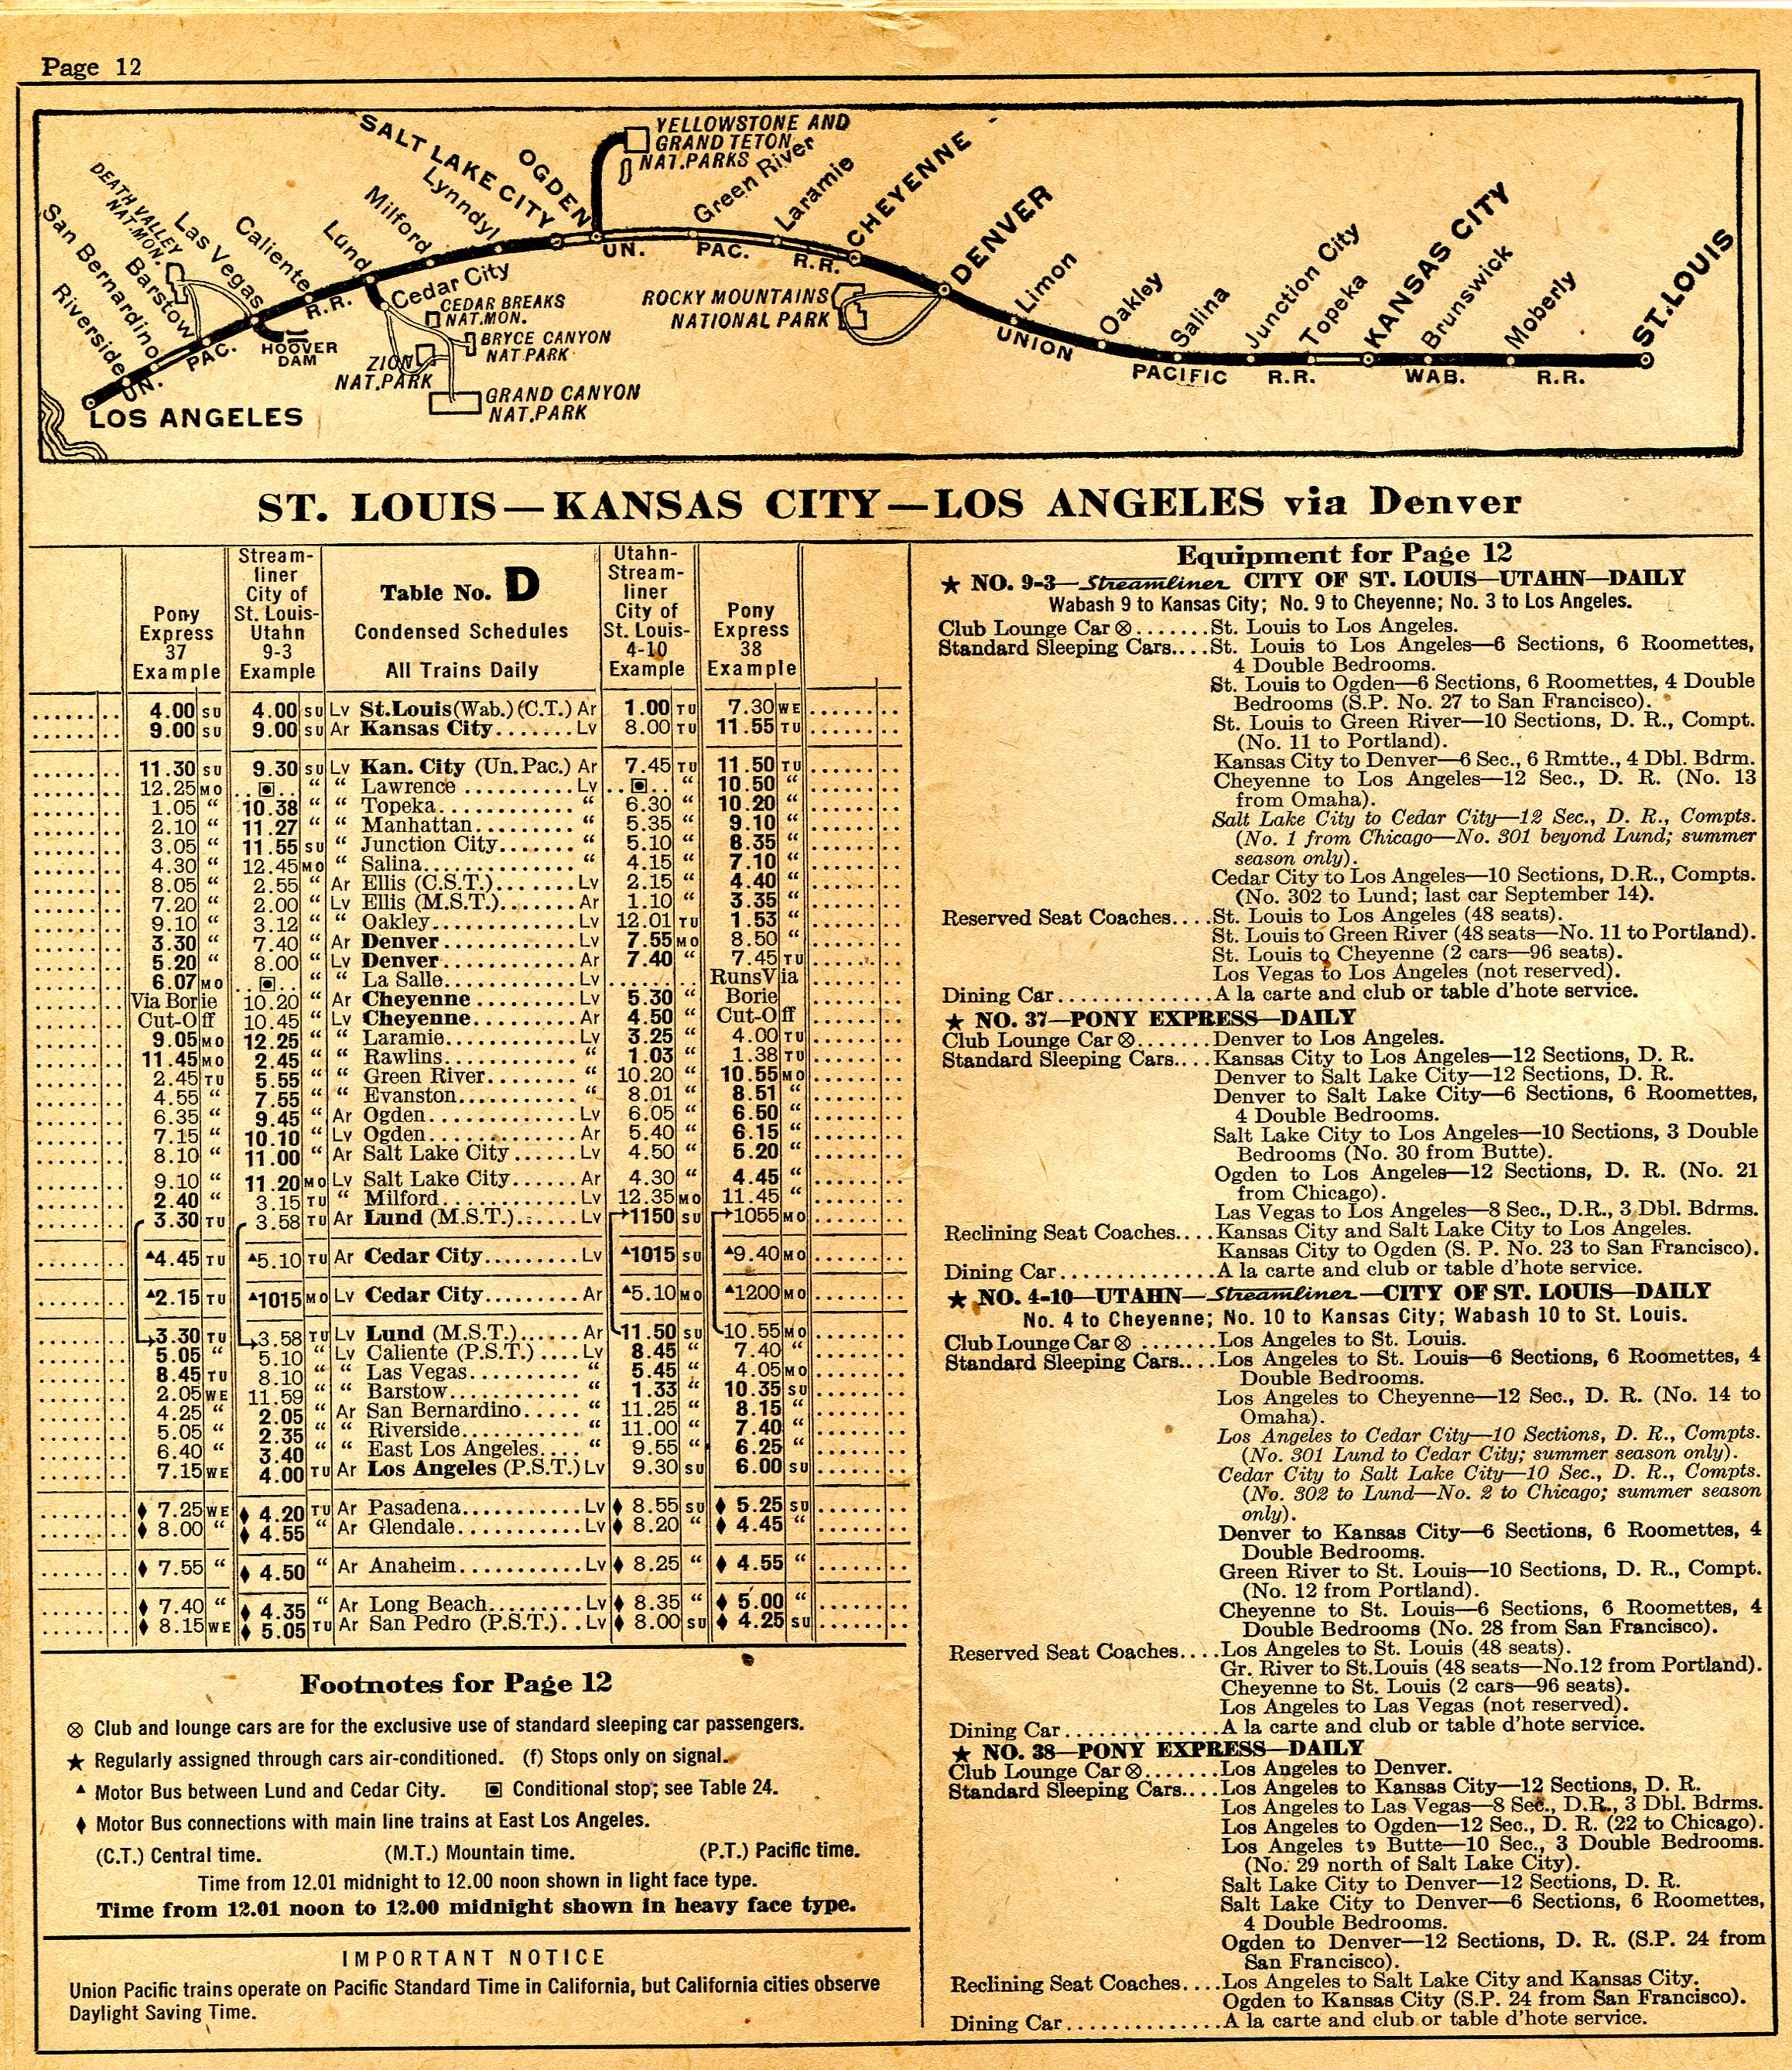 Page 12
YELLOWSTONE AND
GRAND TETON
NAT. PARKS
SALT LAKE CITY
OGDEN
Green River
Laramie
CHEYENNE
DENVER
DEATH VALLEY
NAT. MON.
San Bernardino
Riverside
Barstow
Las Vegas
Caliente
Lund
Milford
Lynndyl
Cedar City
CEDAR BREAKS
NAT. MON.
BRYCE CANYON
NAT PARK
ZION
NAT. PARK
GRAND CANYON
NAT. PARK
HOOVER
DAM
UN. PAC. R.R.
UN. PAC. R.R.
ROCKY MOUNTAINS
NATIONAL PARK
Limon
Oakley
Salina
Junction City
Topeka
KANSAS CITY
Brunswick
Moberly
ST. LOUIS
UNION PACIFIC R.R.
WAB. R.R.
LOS ANGELES
ST. LOUIS—KANSAS CITY—LOS ANGELES via Denver
Pony Express 37 Example | Stream-liner City of St. Louis-Utahn 9-3 Example | Table No. D Condensed Schedules All Trains Daily | Utahn-Stream-liner City of St. Louis- 4-10 Example | Pony Express 38 Example
4.00 SU | 4.00 SU | Lv St. Louis (Wab.) (C.T.) Ar | 1.00 TU | 7.30 WE
9.00 SU | 9.00 SU | Ar Kansas City Lv | 8.00 TU | 11.55 TU
11.30 SU | 9.30 SU | Lv Kan. City (Un. Pac.) Ar | 7.45 TU | 11.50 TU
12.25 MO | ▣ “ | “ Lawrence Lv | ▣ | 10.50 “
1.05 “ | 10.38 “ | “ Topeka “ | 6.30 “ | 10.20 “
2.10 “ | 11.27 “ | “ Manhattan “ | 5.35 “ | 9.10 “
3.05 “ | 11.55 SU | “ Junction City “ | 5.10 “ | 8.35 “
4.30 “ | 12.45 MO | “ Salina “ | 4.15 “ | 7.10 “
8.05 “ | 2.55 “ | Ar Ellis (C.S.T.) Lv | 2.15 “ | 4.40 “
7.20 “ | 2.00 “ | Lv Ellis (M.S.T.) Ar | 1.10 “ | 3.35 “
9.10 “ | 3.12 “ | “ Oakley Lv | 12.01 TU | 1.53 “
3.30 “ | 7.40 “ | Ar Denver Lv | 7.55 MO | 8.50 “
5.20 “ | 8.00 “ | Lv Denver Ar | 7.40 “ | 7.45 TU
6.07 MO | ▣ “ | “ La Salle Lv | | Runs Via
Via Borie | 10.20 “ | Ar Cheyenne Lv | 5.30 “ | Borie
Cut-Off | 10.45 “ | Lv Cheyenne Ar | 4.50 “ | Cut-Off
9.05 MO | 12.25 “ | “ Laramie Lv | 3.25 “ | 4.00 TU
11.45 MO | 2.45 “ | “ Rawlins “ | 1.03 “ | 1.38 TU
2.45 TU | 5.55 “ | “ Green River “ | 10.20 “ | 10.55 MO
4.55 “ | 7.55 “ | “ Evanston “ | 8.01 “ | 8.51 “
6.35 “ | 9.45 “ | Ar Ogden Lv | 6.05 “ | 6.50 “
7.15 “ | 10.10 “ | Lv Ogden Ar | 5.40 “ | 6.15 “
8.10 “ | 11.00 “ | Ar Salt Lake City Lv | 4.50 “ | 5.20 “
9.10 “ | 11.20 MO | Lv Salt Lake City Ar | 4.30 “ | 4.45 “
2.40 “ | 3.15 TU | “ Milford Lv | 12.35 MO | 11.45 “
3.30 TU | 3.58 TU | Ar Lund (M.S.T.) Lv | 1150 SU | 1055 MO
▲4.45 TU | ▲5.10 TU | Ar Cedar City Lv | ▲1015 SU | ▲9.40 MO
▲2.15 TU | ▲1015 MO | Lv Cedar City Ar | ▲5.10 MO | ▲1200 MO
3.30 TU | 3.58 TU | Lv Lund (M.S.T.) Ar | 11.50 SU | 10.55 MO
5.05 “ | 5.10 “ | Lv Caliente (P.S.T.) Lv | 8.45 “ | 7.40 “
8.45 TU | 8.10 “ | “ Las Vegas “ | 5.45 “ | 4.05 MO
2.05 WE | 11.59 “ | “ Barstow “ | 1.33 “ | 10.35 SU
4.25 “ | 2.05 “ | Ar San Bernardino “ | 11.25 “ | 8.15 “
5.05 “ | 2.35 “ | “ Riverside “ | 11.00 “ | 7.40 “
6.40 “ | 3.40 “ | “ East Los Angeles “ | 9.55 “ | 6.25 “
7.15 WE | 4.00 TU | Ar Los Angeles (P.S.T.) Lv | 9.30 SU | 6.00 SU
♦ 7.25 WE | ♦ 4.20 TU | Ar Pasadena Lv | ♦ 8.55 SU | ♦ 5.25 SU
♦ 8.00 “ | ♦ 4.55 “ | Ar Glendale Lv | ♦ 8.20 “ | ♦ 4.45 “
♦ 7.55 “ | ♦ 4.50 “ | Ar Anaheim Lv | ♦ 8.25 “ | ♦ 4.55 “
♦ 7.40 “ | ♦ 4.35 “ | Ar Long Beach Lv | ♦ 8.35 “ | ♦ 5.00 “
♦ 8.15 WE | ♦ 5.05 TU | Ar San Pedro (P.S.T.) Lv | ♦ 8.00 SU | ♦ 4.25 SU
Footnotes for Page 12
⊗ Club and lounge cars are for the exclusive use of standard sleeping car passengers.
★ Regularly assigned through cars air-conditioned. (f) Stops only on signal.
▲ Motor Bus between Lund and Cedar City. ▣ Conditional stop; see Table 24.
♦ Motor Bus connections with main line trains at East Los Angeles.
(C.T.) Central time. (M.T.) Mountain time. (P.T.) Pacific time.
Time from 12.01 midnight to 12.00 noon shown in light face type.
Time from 12.01 noon to 12.00 midnight shown in heavy face type.
IMPORTANT NOTICE
Union Pacific trains operate on Pacific Standard Time in California, but California cities observe
Daylight Saving Time.
Equipment for Page 12
★ NO. 9-3—Streamliner CITY OF ST. LOUIS—UTAHN—DAILY
Wabash 9 to Kansas City; No. 9 to Cheyenne; No. 3 to Los Angeles.
Club Lounge Car ⊗.......St. Louis to Los Angeles.
Standard Sleeping Cars....St. Louis to Los Angeles—6 Sections, 6 Roomettes,
4 Double Bedrooms.
St. Louis to Ogden—6 Sections, 6 Roomettes, 4 Double
Bedrooms (S.P. No. 27 to San Francisco).
St. Louis to Green River—10 Sections, D. R., Compt.
(No. 11 to Portland).
Kansas City to Denver—6 Sec., 6 Rmtte., 4 Dbl. Bdrm.
Cheyenne to Los Angeles—12 Sec., D. R. (No. 13
from Omaha).
Salt Lake City to Cedar City—12 Sec., D. R., Compts.
(No. 1 from Chicago—No. 301 beyond Lund; summer
season only).
Cedar City to Los Angeles—10 Sections, D.R., Compts.
(No. 302 to Lund; last car September 14).
Reserved Seat Coaches....St. Louis to Los Angeles (48 seats).
St. Louis to Green River (48 seats—No. 11 to Portland).
St. Louis to Cheyenne (2 cars—96 seats).
Los Vegas to Los Angeles (not reserved).
Dining Car..............A la carte and club or table d'hote service.
★ NO. 37—PONY EXPRESS—DAILY
Club Lounge Car ⊗.......Denver to Los Angeles.
Standard Sleeping Cars....Kansas City to Los Angeles—12 Sections, D. R.
Denver to Salt Lake City—12 Sections, D. R.
Denver to Salt Lake City—6 Sections, 6 Roomettes,
4 Double Bedrooms.
Salt Lake City to Los Angeles—10 Sections, 3 Double
Bedrooms (No. 30 from Butte).
Ogden to Los Angeles—12 Sections, D. R. (No. 21
from Chicago).
Las Vegas to Los Angeles—8 Sec., D.R., 3 Dbl. Bdrms.
Reclining Seat Coaches....Kansas City and Salt Lake City to Los Angeles.
Kansas City to Ogden (S. P. No. 23 to San Francisco).
Dining Car..............A la carte and club or table d'hote service.
★ NO. 4-10—UTAHN—Streamliner—CITY OF ST. LOUIS—DAILY
No. 4 to Cheyenne; No. 10 to Kansas City; Wabash 10 to St. Louis.
Club Lounge Car ⊗.......Los Angeles to St. Louis.
Standard Sleeping Cars....Los Angeles to St. Louis—6 Sections, 6 Roomettes, 4
Double Bedrooms.
Los Angeles to Cheyenne—12 Sec., D. R. (No. 14 to
Omaha).
Los Angeles to Cedar City—10 Sections, D. R., Compts.
(No. 301 Lund to Cedar City; summer season only).
Cedar City to Salt Lake City—10 Sec., D. R., Compts.
(No. 302 to Lund—No. 2 to Chicago; summer season
only).
Denver to Kansas City—6 Sections, 6 Roomettes, 4
Double Bedrooms.
Green River to St. Louis—10 Sections, D. R., Compt.
(No. 12 from Portland).
Cheyenne to St. Louis—6 Sections, 6 Roomettes, 4
Double Bedrooms (No. 28 from San Francisco).
Reserved Seat Coaches....Los Angeles to St. Louis (48 seats).
Gr. River to St.Louis (48 seats—No.12 from Portland).
Cheyenne to St. Louis (2 cars—96 seats).
Los Angeles to Las Vegas (not reserved).
Dining Car..............A la carte and club or table d'hote service.
★ NO. 38—PONY EXPRESS—DAILY
Club Lounge Car ⊗.......Los Angeles to Denver.
Standard Sleeping Cars....Los Angeles to Kansas City—12 Sections, D. R.
Los Angeles to Las Vegas—8 Sec., D.R., 3 Dbl. Bdrms.
Los Angeles to Ogden—12 Sec., D. R. (22 to Chicago).
Los Angeles to Butte—10 Sec., 3 Double Bedrooms.
(No. 29 north of Salt Lake City).
Salt Lake City to Denver—12 Sections, D. R.
Salt Lake City to Denver—6 Sections, 6 Roomettes,
4 Double Bedrooms.
Ogden to Denver—12 Sections, D. R. (S.P. 24 from
San Francisco).
Reclining Seat Coaches....Los Angeles to Salt Lake City and Kansas City.
Ogden to Kansas City (S.P. 24 from San Francisco).
Dining Car..............A la carte and club or table d'hote service.